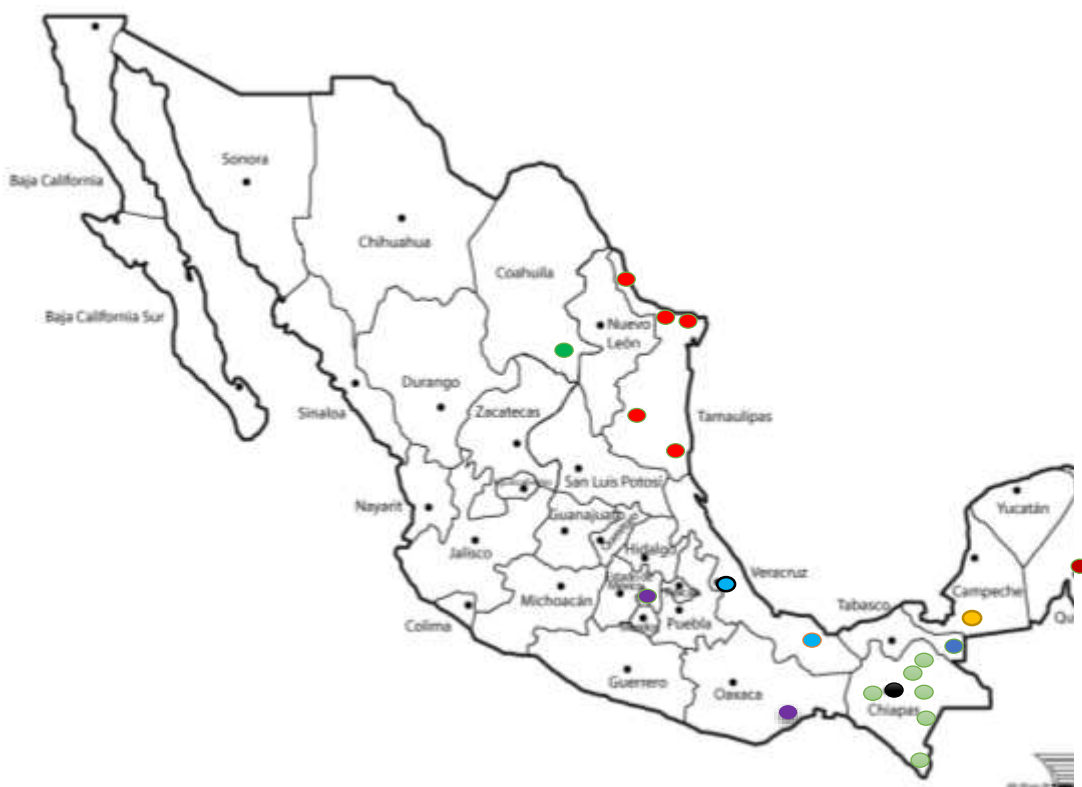 Sonora
Baja California
Chihuahua
Coahuila
Baja California Sur
Nuevo
León
Durango
Sinaloa
Zacatecas
Tamaulipas
San Luis Potosí
Nayarit
Yucatán
Guanajuato
Jalisco
Hidalgo
Veracruz
Campeche
Michoacán
Tabasco
Colima
Puebla
Qu
Guerrero
Oaxaca
Chiapas